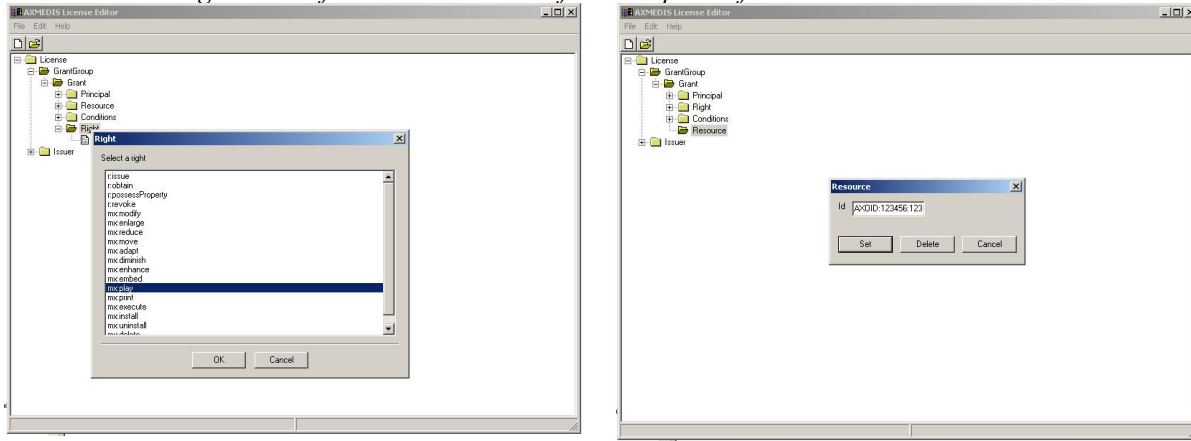 AXMEDIS License Editor
File Edit Help
License
GrantGroup
Grant
Principal
Resource
Conditions
Right
Issuer
Right
Select a right
r:issue
r:obtain
r:possessProperty
r:revoke
mx:modify
mx:enlarge
mx:reduce
mx:move
mx:adapt
mx:diminish
mx:enhance
mx:embed
mx:play
mx:print
mx:execute
mx:install
mx:uninstall
mx:delete
OK Cancel
AXMEDIS License Editor
File Edit Help
License
GrantGroup
Grant
Principal
Right
Conditions
Resource
Issuer
Resource
Id AXOID:123456:123
Set Delete Cancel